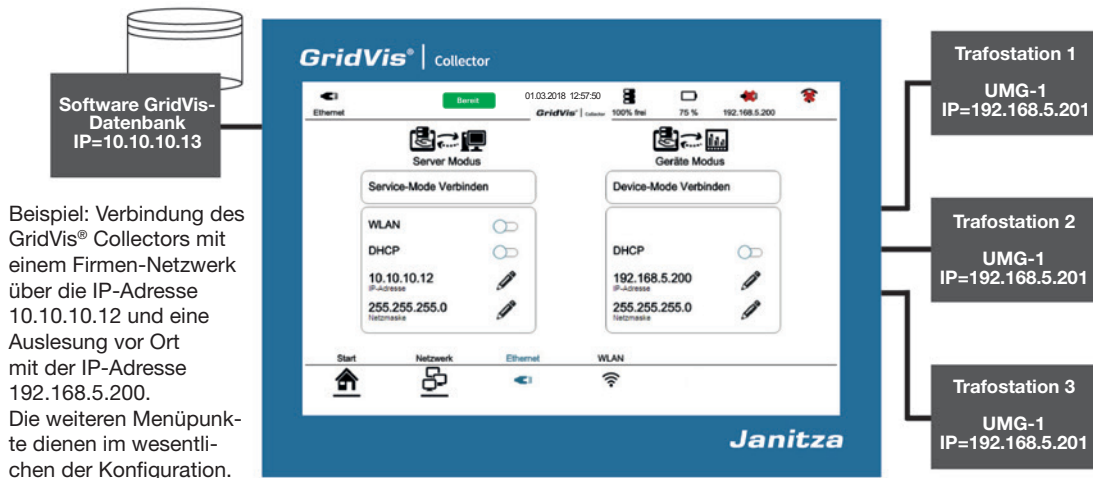 Software GridVis-
Datenbank
IP=10.10.10.13
Beispiel: Verbindung des
GridVis® Collectors mit
einem Firmen-Netzwerk
über die IP-Adresse
10.10.10.12 und eine
Auslesung vor Ort
mit der IP-Adresse
192.168.5.200.
Die weiteren Menüpunk-
te dienen im wesentli-
chen der Konfiguration.
GridVis® | Collector
Ethernet
Bereit
01.03.2018 12:57:50
GridVis® | Collector
100% frei
75 %
192.168.5.200
Server Modus
Service-Mode Verbinden
WLAN
DHCP
10.10.10.12
IP-Adresse
255.255.255.0
Netzmaske
Geräte Modus
Device-Mode Verbinden
DHCP
192.168.5.200
IP-Adresse
255.255.255.0
Netzmaske
Start
Netzwerk
Ethernet
WLAN
Janitza
Trafostation 1
UMG-1
IP=192.168.5.201
Trafostation 2
UMG-1
IP=192.168.5.201
Trafostation 3
UMG-1
IP=192.168.5.201